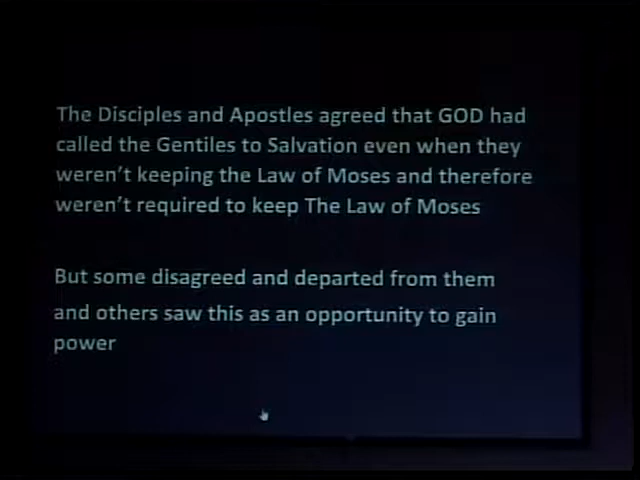 The Disciples and Apostles agreed that GOD had
called the Gentiles to Salvation even when they
weren't keeping the Law of Moses and therefore
weren't required to keep The Law of Moses
But some disagreed and departed from them
and others saw this as an opportunity to gain
power